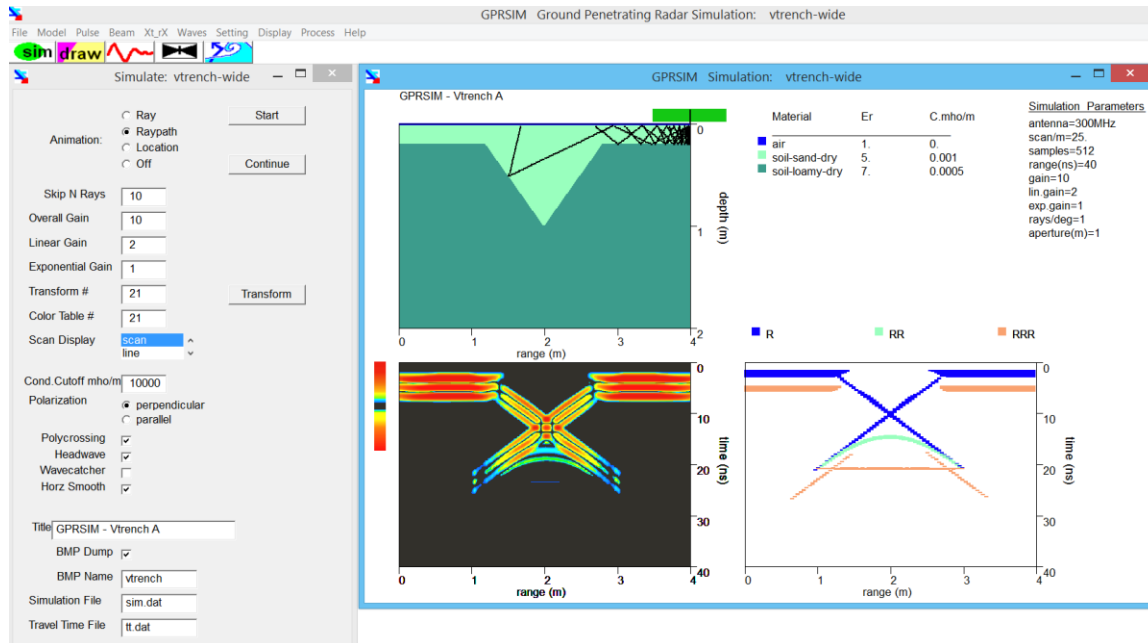 GPRSIM Ground Penetrating Radar Simulation: vtrench-wide
File Model Pulse Beam Xt_rX Waves Setting Display Process Help
sim draw
Simulate: vtrench-wide
Animation:
Ray
Raypath
Location
Off
Start
Continue
Skip N Rays 10
Overall Gain 10
Linear Gain 2
Exponential Gain 1
Transform # 21
Transform
Color Table # 21
Scan Display scan
line
Cond.Cutoff mho/m 10000
Polarization perpendicular
parallel
Polycrossing
Headwave
Wavecatcher
Horz Smooth
Title GPRSIM - Vtrench A
BMP Dump
BMP Name vtrench
Simulation File sim.dat
Travel Time File tt.dat
GPRSIM Simulation: vtrench-wide
GPRSIM - Vtrench A
0
1
2
depth (m)
0 1 2 3 4
range (m)
Material Er C.mho/m
air 1. 0.
soil-sand-dry 5. 0.001
soil-loamy-dry 7. 0.0005
Simulation Parameters
antenna=300MHz
scan/m=25.
samples=512
range(ns)=40
gain=10
lin.gain=2
exp.gain=1
rays/deg=1
aperture(m)=1
0
10
20
30
40
time (ns)
0 1 2 3 4
range (m)
R RR RRR
0
10
20
30
40
time (ns)
0 1 2 3 4
range (m)